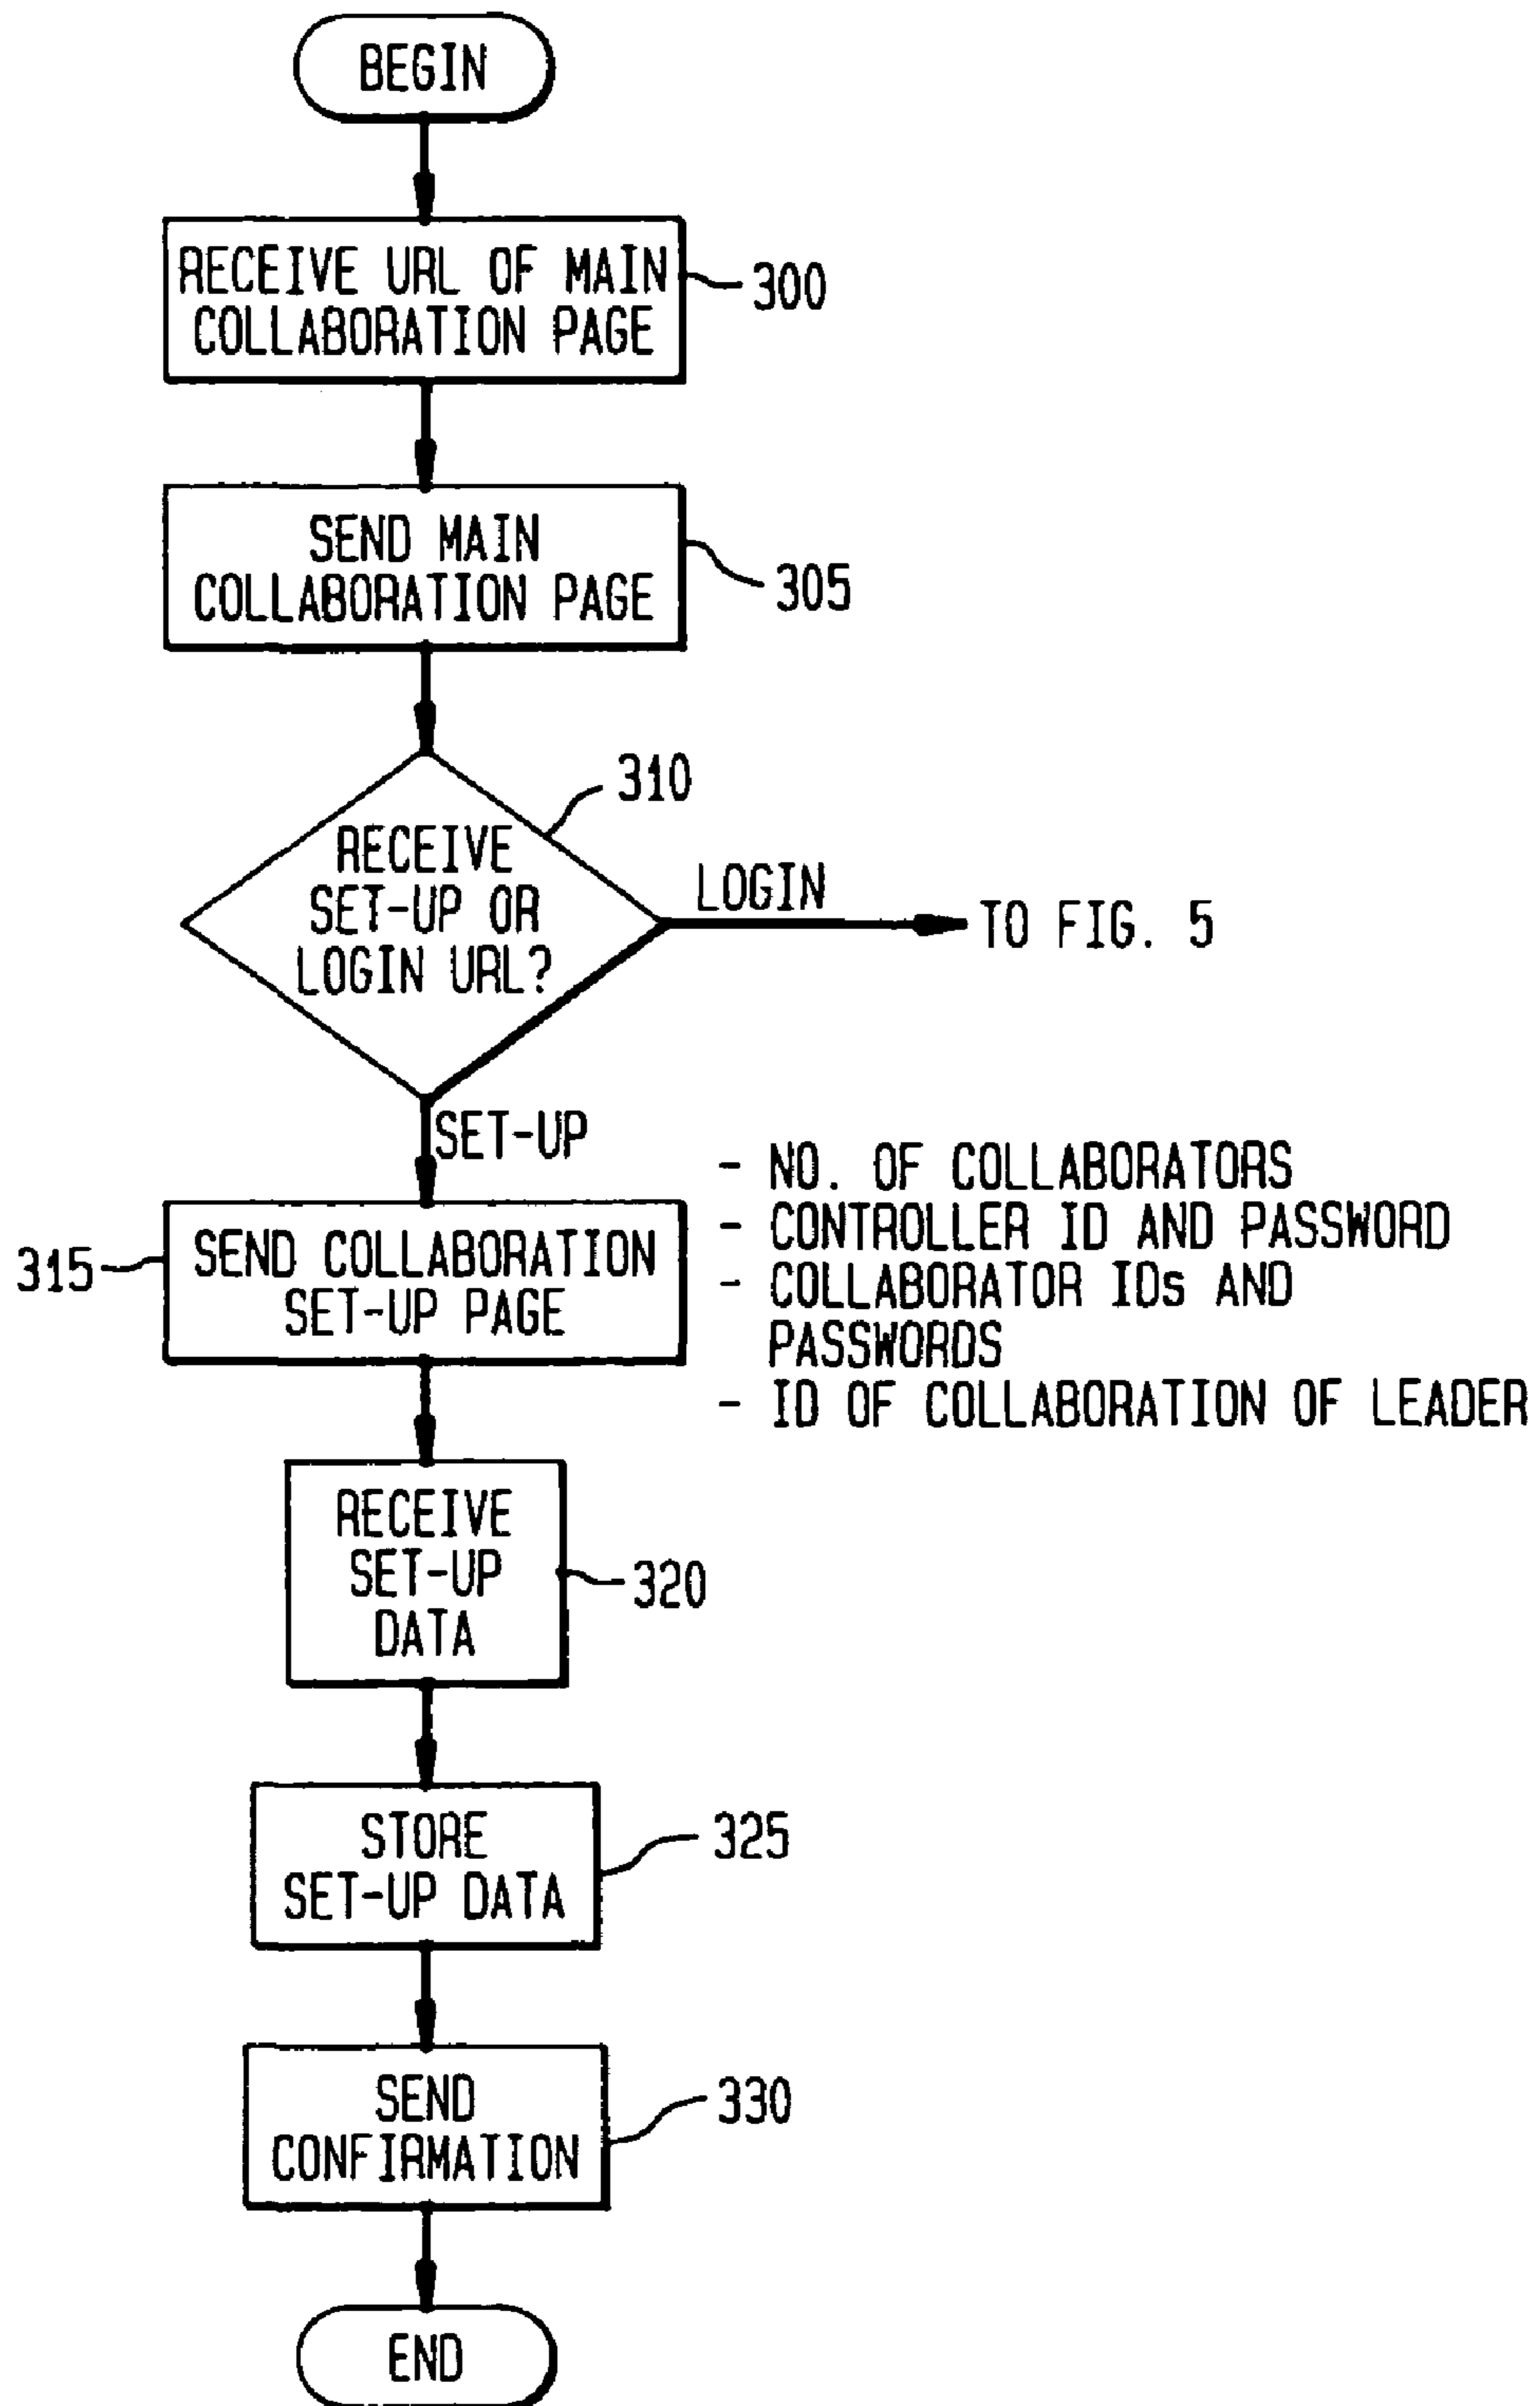 BEGIN
RECEIVE URL OF MAIN
COLLABORATION PAGE
300
SEND MAIN
COLLABORATION PAGE
305
310
RECEIVE
SET-UP OR
LOGIN URL?
LOGIN
TO FIG. 5
SET-UP
315
SEND COLLABORATION
SET-UP PAGE
- NO. OF COLLABORATORS
- CONTROLLER ID AND PASSWORD
- COLLABORATOR IDs AND
PASSWORDS
- ID OF COLLABORATION OF LEADER
RECEIVE
SET-UP
DATA
320
STORE
SET-UP DATA
325
SEND
CONFIRMATION
330
END